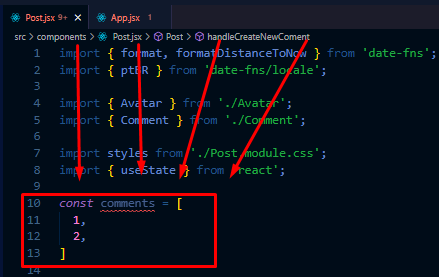 Post.jsx 9+ × App.jsx 1
src > components > Post.jsx > Post > handleCreateNewComent
1 import { format, formatDistanceToNow } from 'date-fns';
2 import { ptBR } from 'date-fns/locale';
3
4 import { Avatar } from './Avatar';
5 import { Comment } from './Comment';
6
7 import styles from './Post.module.css';
8 import { useState } from 'react';
9
10 const comments = [
11 1,
12 2,
13 ]